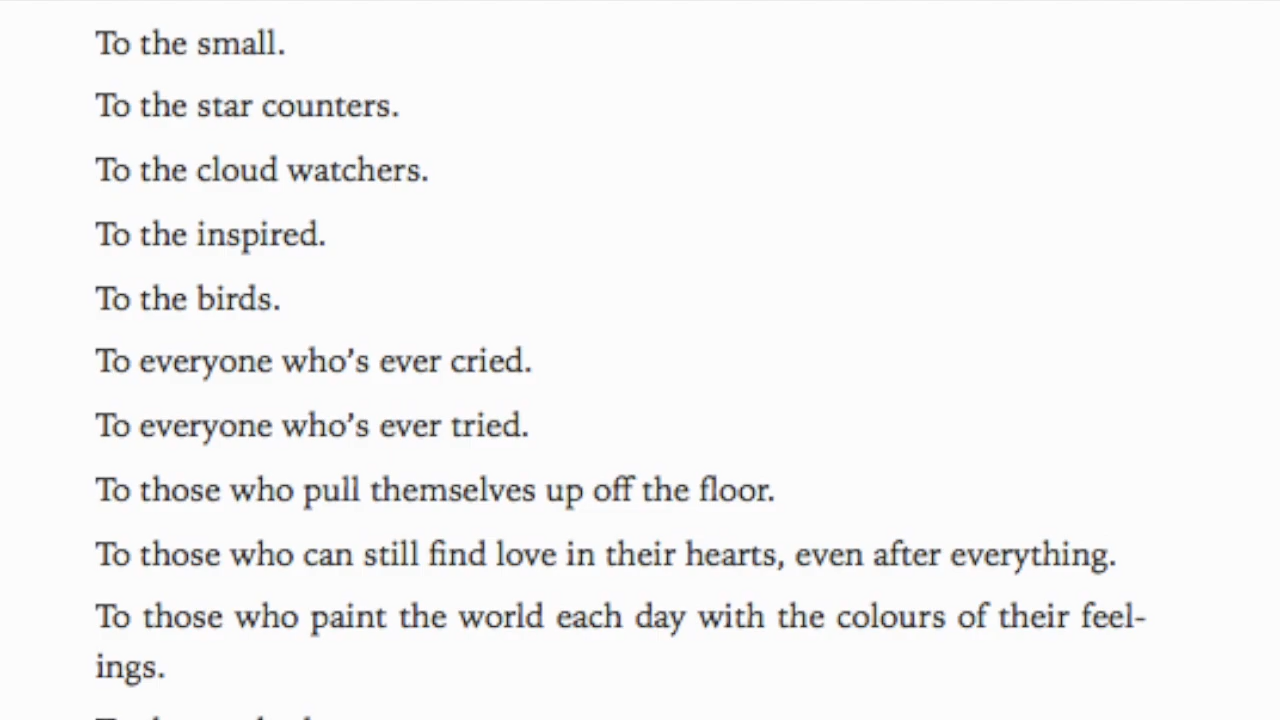 To the small.
To the star counters.
To the cloud watchers.
To the inspired.
To the birds.
To everyone who’s ever cried.
To everyone who’s ever tried.
To those who pull themselves up off the floor.
To those who can still find love in their hearts, even after everything.
To those who paint the world each day with the colours of their feel-
ings.